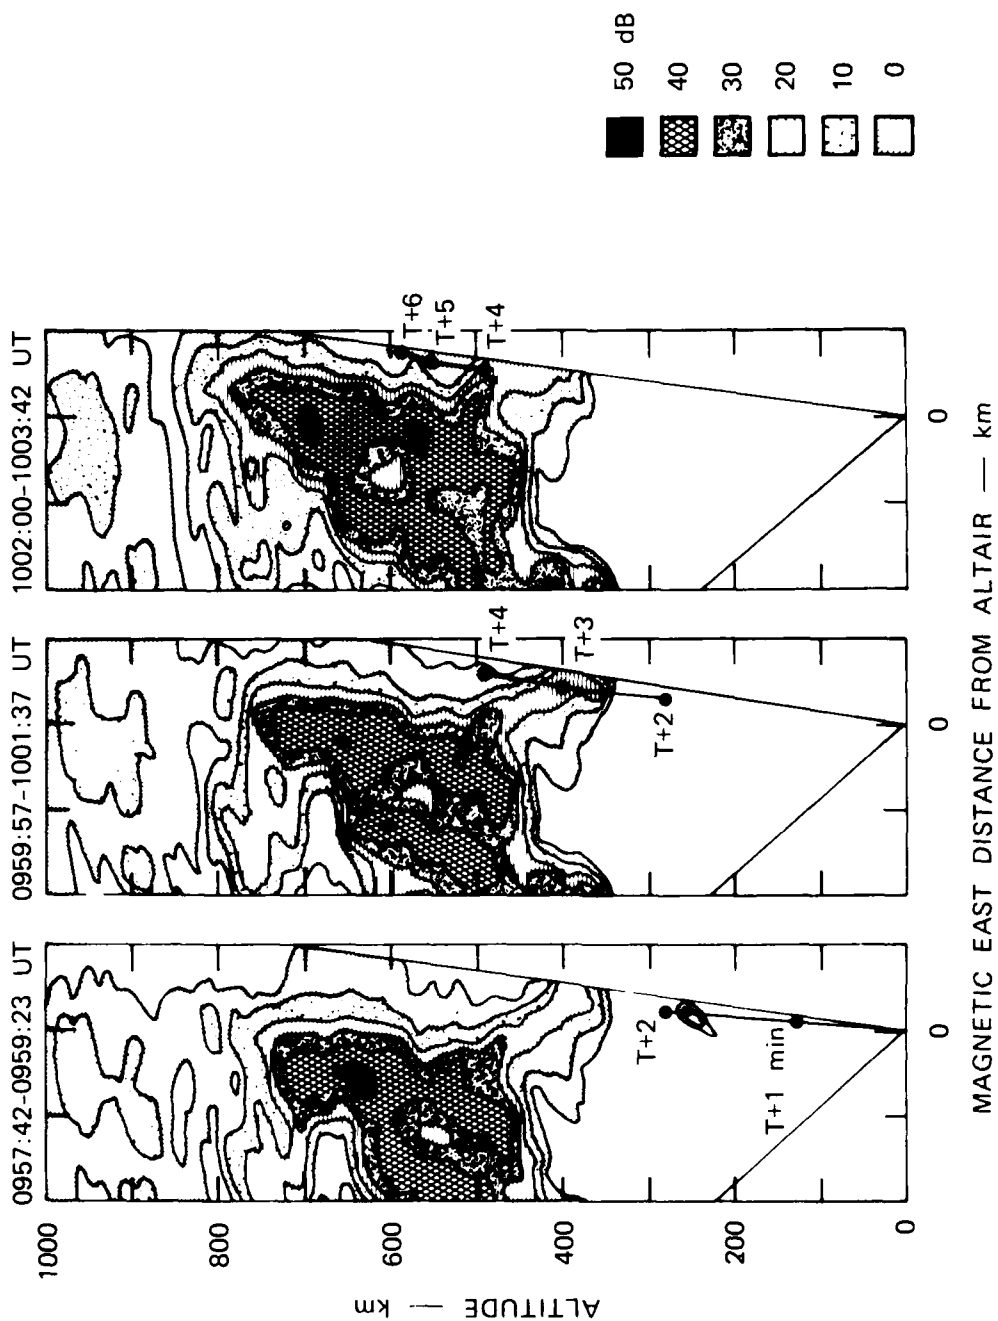 0957:42-0959:23 UT
0959:57-1001:37 UT
1002:00-1003:42 UT
ALTITUDE — km
1000
800
600
400
200
0
T+2
T+1 min
T+4
T+3
T+2
T+6
T+5
T+4
0
0
0
MAGNETIC EAST DISTANCE FROM ALTAIR — km
50 dB
40
30
20
10
0